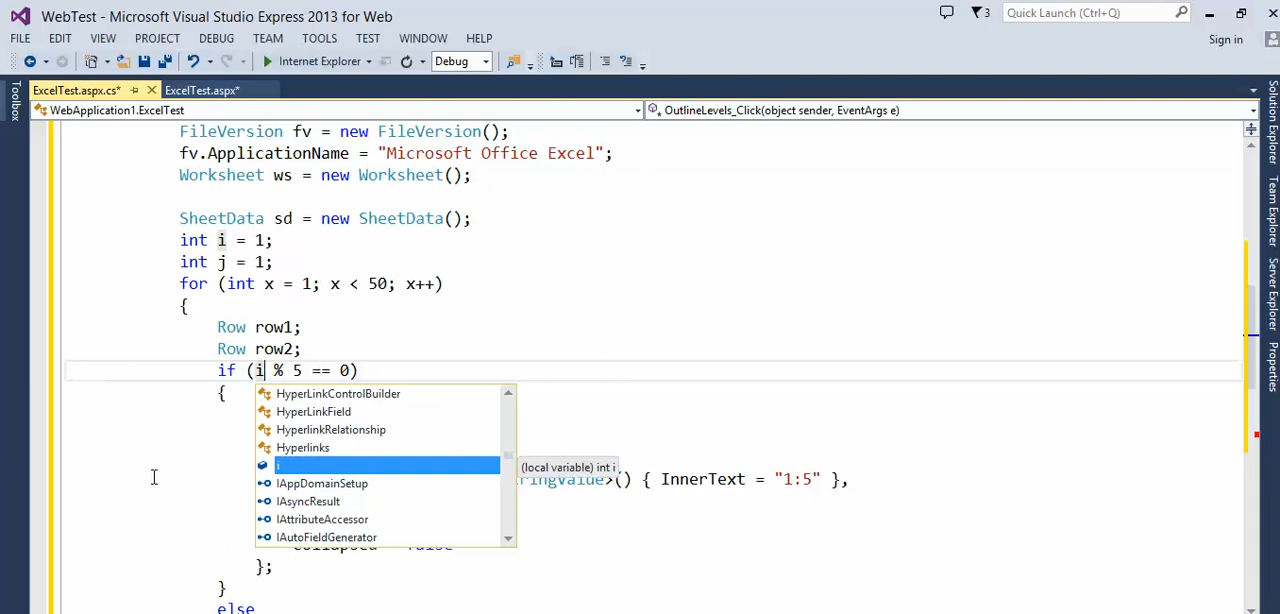 WebTest - Microsoft Visual Studio Express 2013 for Web
3
Quick Launch (Ctrl+Q)
FILE EDIT VIEW PROJECT DEBUG TEAM TOOLS TEST WINDOW HELP
Sign in
Internet Explorer
Debug
ExcelTest.aspx.cs*
ExcelTest.aspx*
WebApplication1.ExcelTest
OutlineLevels_Click(object sender, EventArgs e)
Toolbox
Solution Explorer
Team Explorer
Server Explorer
Properties
FileVersion fv = new FileVersion();
fv.ApplicationName = "Microsoft Office Excel";
Worksheet ws = new Worksheet();
SheetData sd = new SheetData();
int i = 1;
int j = 1;
for (int x = 1; x < 50; x++)
{
Row row1;
Row row2;
if (i % 5 == 0)
{
HyperLinkControlBuilder
HyperLinkField
HyperlinkRelationship
Hyperlinks
i
(local variable) int i
IAppDomainSetup
ringValue>() { InnerText = "1:5" },
IAsyncResult
IAttributeAccessor
IAutoFieldGenerator
};
}
else